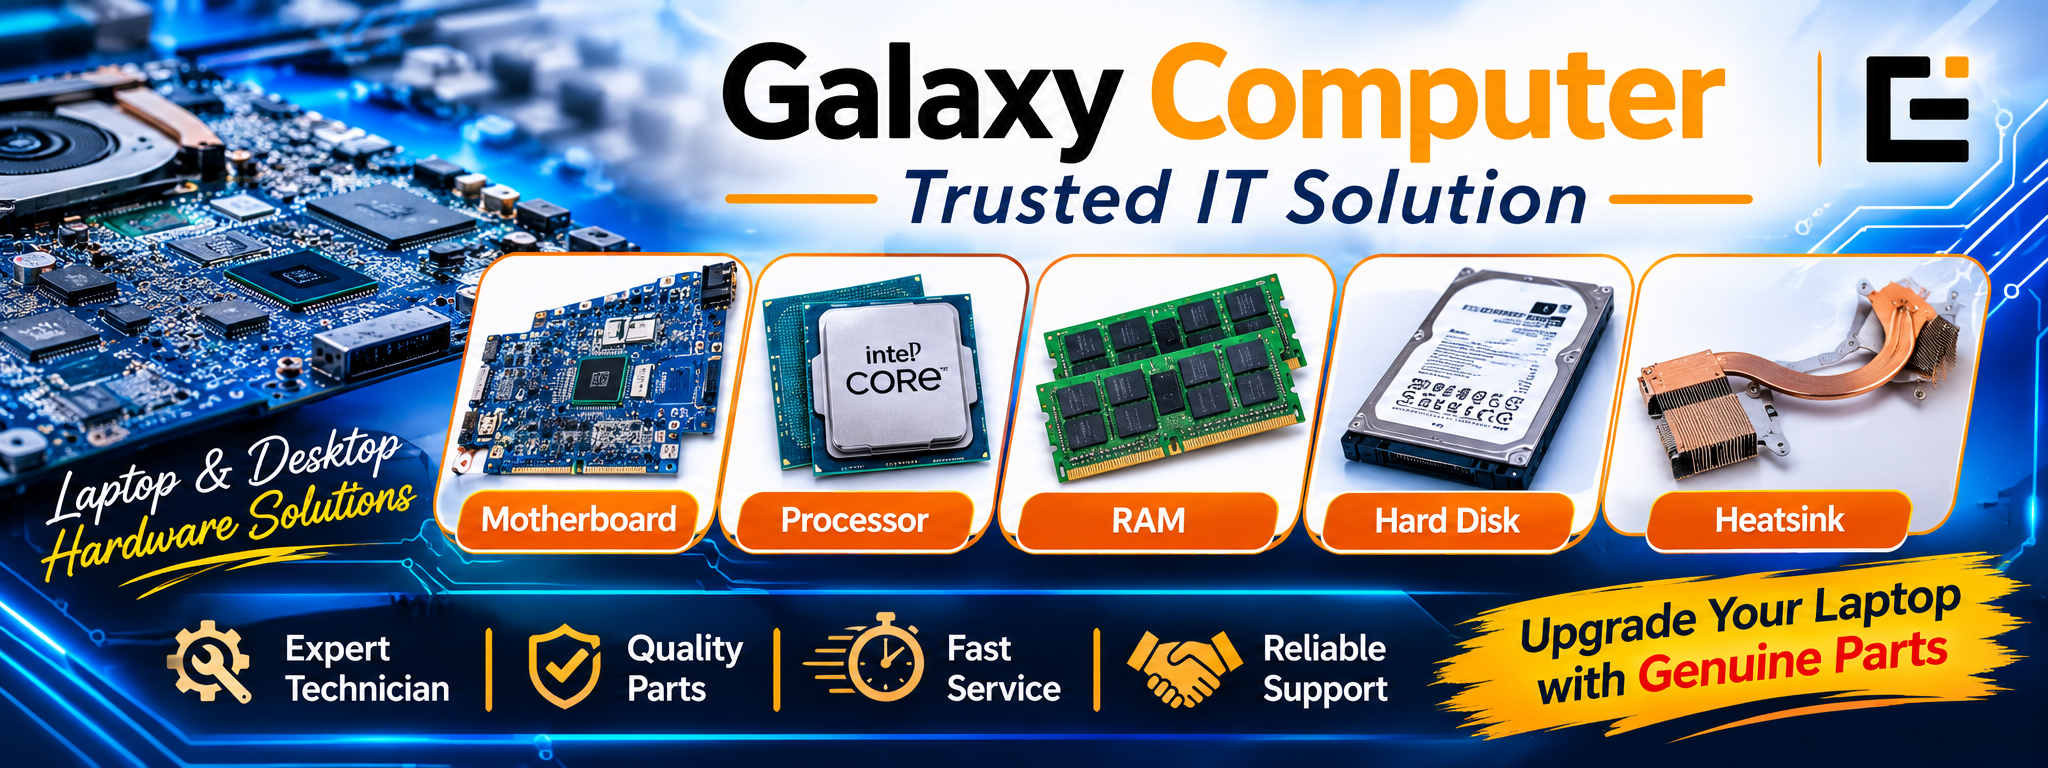 Galaxy Computer
Trusted IT Solution
intel
CORE
Motherboard
Processor
RAM
Hard Disk
Heatsink
Laptop & Desktop
Hardware Solutions
Expert
Technician
Quality
Parts
Fast
Service
Reliable
Support
Upgrade Your Laptop
with Genuine Parts